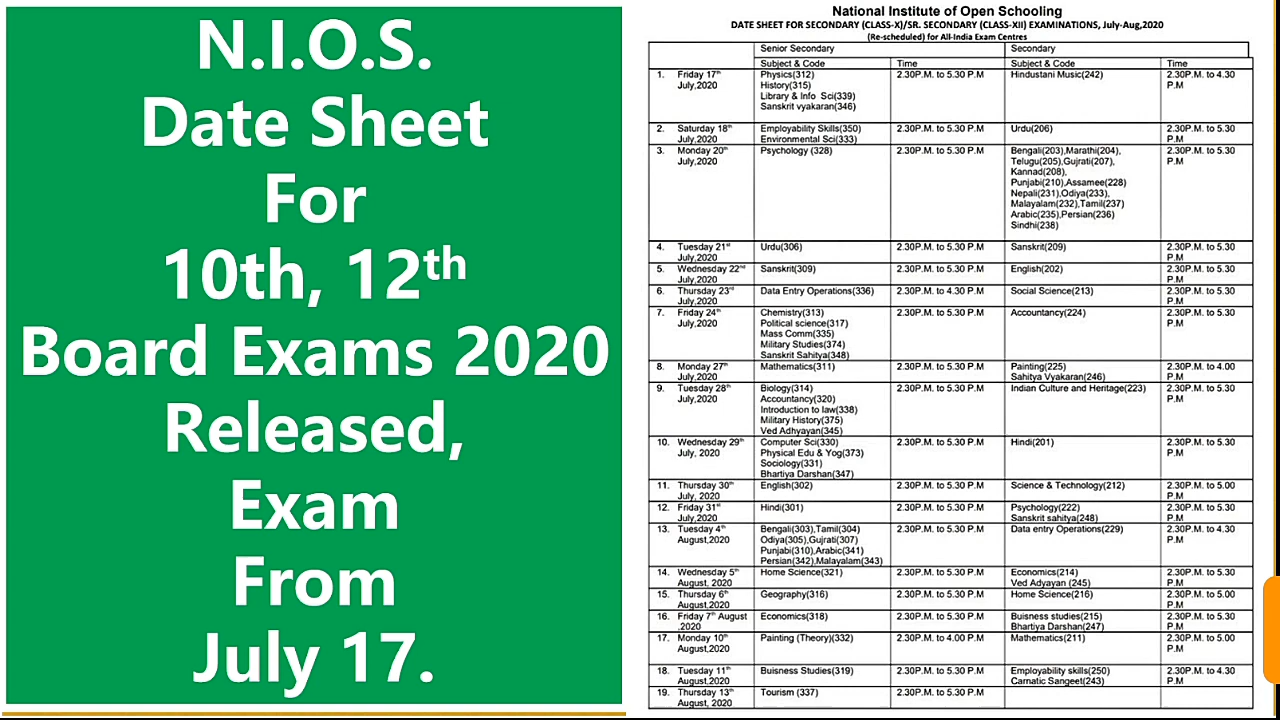 N.I.O.S.
Date Sheet
For
10th, 12th
Board Exams 2020
Released,
Exam
From
July 17.
National Institute of Open Schooling
DATE SHEET FOR SECONDARY (CLASS-X)/SR. SECONDARY (CLASS-XII) EXAMINATIONS, July-Aug,2020
(Re-scheduled) for All-India Exam Centres
Senior Secondary Secondary
Subject & Code Time Subject & Code Time
1. Friday 17th Physics(312) 2.30P.M. to 5.30 P.M Hindustani Music(242) 2.30P.M. to 4.30
July,2020 History(315) P.M
Library & Info Sci(339)
Sanskrit vyakaran(346)
2. Saturday 18th Employability Skills(350) 2.30P.M. to 5.30 P.M Urdu(206) 2.30P.M. to 5.30
July,2020 Environmental Sci(333) P.M
3. Monday 20th Psychology (328) 2.30P.M. to 5.30 P.M Bengali(203),Marathi(204), 2.30P.M. to 5.30
July,2020 Telugu(205),Gujrati(207), P.M
Kannad(208),
Punjabi(210),Assamee(228)
Nepali(231),Odiya(233),
Malayalam(232),Tamil(237)
Arabic(235),Persian(236)
Sindhi(238)
4. Tuesday 21st Urdu(306) 2.30P.M. to 5.30 P.M Sanskrit(209) 2.30P.M. to 5.30
July,2020 P.M
5. Wednesday 22nd Sanskrit(309) 2.30P.M. to 5.30 P.M English(202) 2.30P.M. to 5.30
July,2020 P.M
6. Thursday 23rd Data Entry Operations(336) 2.30P.M. to 4.30 P.M Social Science(213) 2.30P.M. to 5.30
July,2020 P.M
7. Friday 24th Chemistry(313) 2.30P.M. to 5.30 P.M Accountancy(224) 2.30P.M. to 5.30
July,2020 Political science(317) P.M
Mass Comm(335)
Military Studies(374)
Sanskrit Sahitya(348)
8. Monday 27th Mathematics(311) 2.30P.M. to 5.30 P.M Painting(225) 2.30P.M. to 4.00
July,2020 Sahitya Vyakaran(246) P.M
9. Tuesday 28th Biology(314) 2.30P.M. to 5.30 P.M Indian Culture and Heritage(223) 2.30P.M. to 5.30
July,2020 Accountancy(320) P.M
Introduction to law(338)
Military History(375)
Ved Adhyayan(345)
10. Wednesday 29th Computer Sci(330) 2.30P.M. to 5.30 P.M Hindi(201) 2.30P.M. to 5.30
July, 2020 Physical Edu & Yog(373) P.M
Sociology(331)
Bhartiya Darshan(347)
11. Thursday 30th English(302) 2.30P.M. to 5.30 P.M Science & Technology(212) 2.30P.M. to 5.00
July, 2020 P.M
12. Friday 31st Hindi(301) 2.30P.M. to 5.30 P.M Psychology(222) 2.30P.M. to 5.30
July,2020 Sanskrit sahitya(248) P.M
13. Tuesday 4th Bengali(303),Tamil(304) 2.30P.M. to 5.30 P.M Data entry Operations(229) 2.30P.M. to 4.30
August,2020 Odiya(305),Gujrati(307) P.M
Punjabi(310),Arabic(341)
Persian(342),Malayalam(343)
14. Wednesday 5th Home Science(321) 2.30P.M. to 5.30 P.M Economics(214) 2.30P.M. to 5.30
August, 2020 Ved Adyayan (245) P.M
15. Thursday 6th Geography(316) 2.30P.M. to 5.30 P.M Home Science(216) 2.30P.M. to 5.00
August,2020 P.M
16. Friday 7th August Economics(318) 2.30P.M. to 5.30 P.M Buisness studies(215) 2.30P.M. to 5.30
,2020 Bhartiya Darshan(247) P.M
17. Monday 10th Painting (Theory)(332) 2.30P.M. to 4.00 P.M Mathematics(211) 2.30P.M. to 5.00
August,2020 P.M
18. Tuesday 11th Buisness Studies(319) 2.30P.M. to 5.30 P.M Employability skills(250) 2.30P.M. to 4.30
August,2020 Carnatic Sangeet(243) P.M
19. Thursday 13th Tourism (337) 2.30P.M. to 5.30 P.M
August, 2020